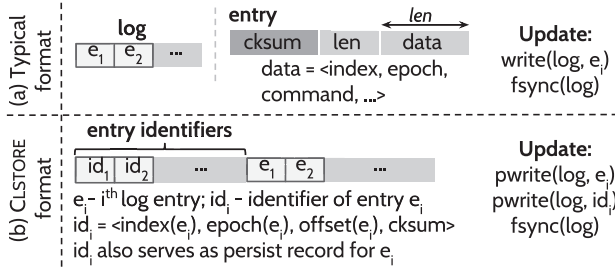 (a) Typical format
log
e1 e2 ...
entry
len
cksum len data
data = <index, epoch,
command, ...>
Update:
write(log, ei)
fsync(log)
(b) CLSTORE format
entry identifiers
id1 id2 ... e1 e2 ...
ei- ith log entry; idi - identifier of entry ei
idi = <index(ei), epoch(ei), offset(ei), cksum>
idi also serves as persist record for ei
Update:
pwrite(log, ei)
pwrite(log, idi)
fsync(log)